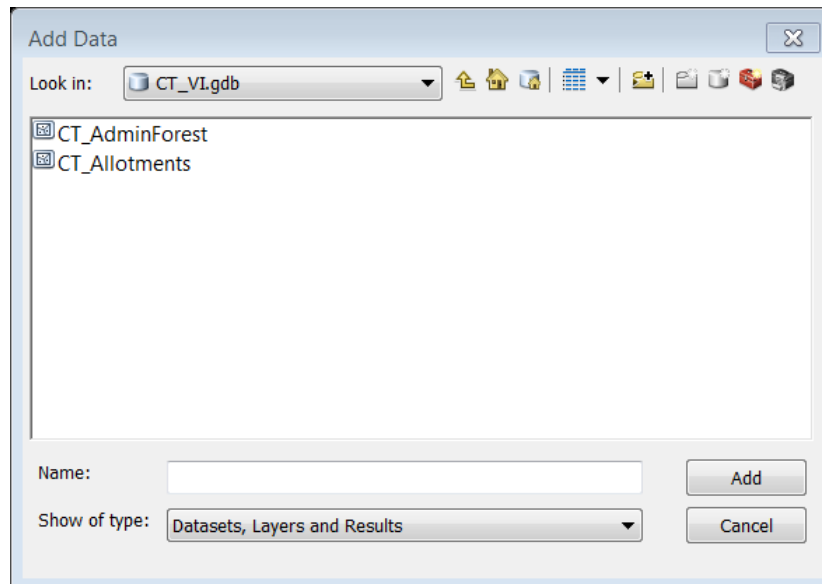 Add Data
Look in: CT_VI.gdb
CT_AdminForest
CT_Allotments
Name: Add
Show of type: Datasets, Layers and Results Cancel